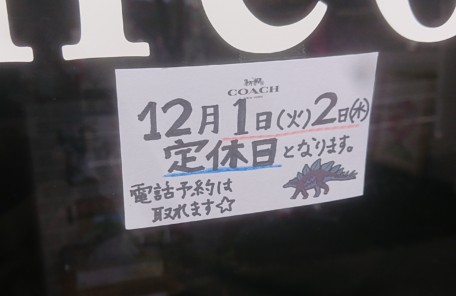 COACH
12月1日(火)2日(水)
定休日となります。
電話予約は
取れます☆